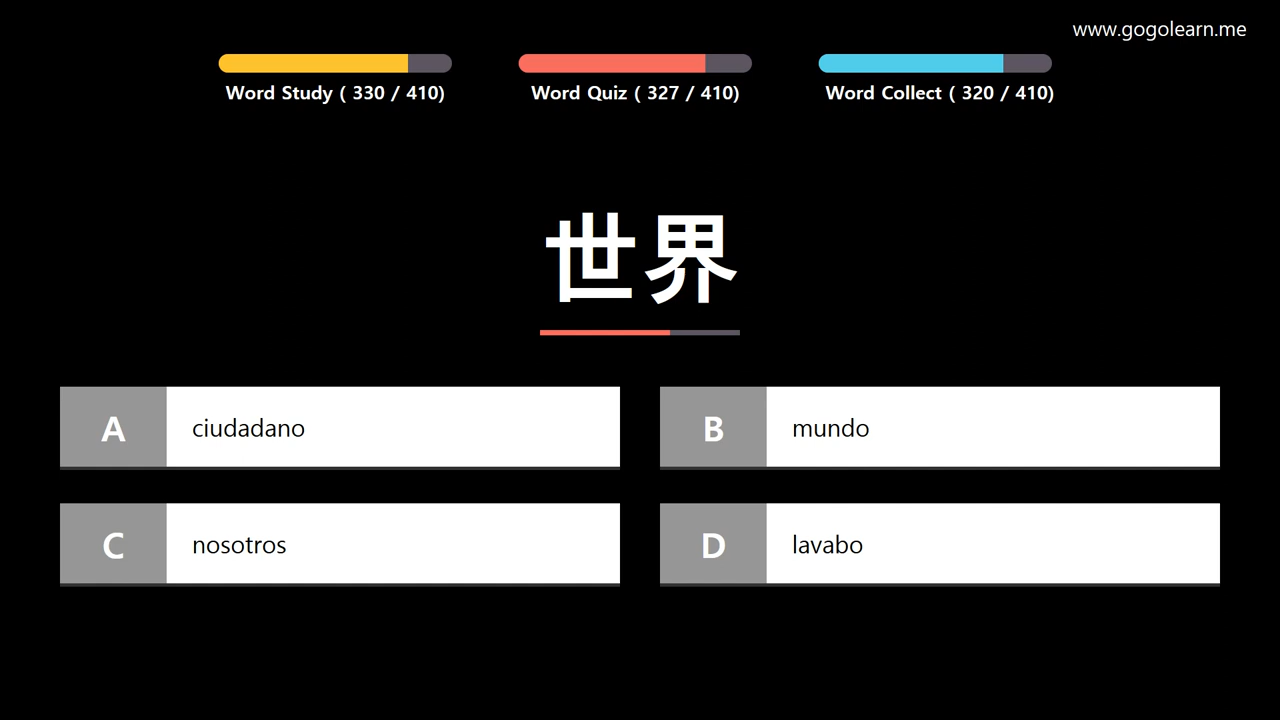 www.gogolearn.me
Word Study ( 330 / 410)
Word Quiz ( 327 / 410)
Word Collect ( 320 / 410)
世界
A ciudadano
B mundo
C nosotros
D lavabo